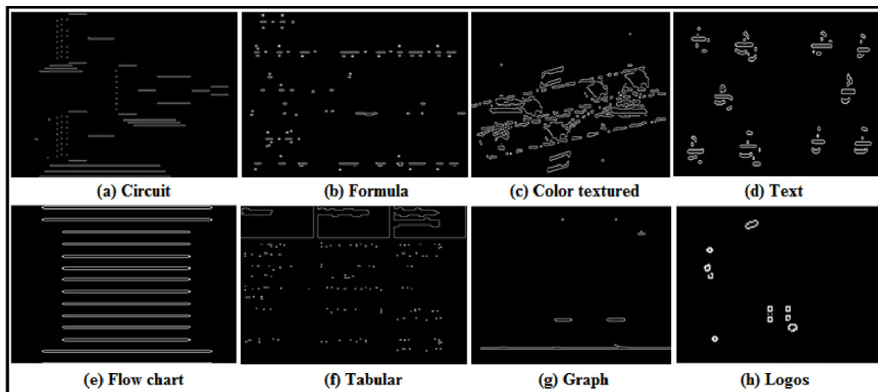 (a) Circuit (b) Formula (c) Color textured (d) Text
(e) Flow chart (f) Tabular (g) Graph (h) Logos